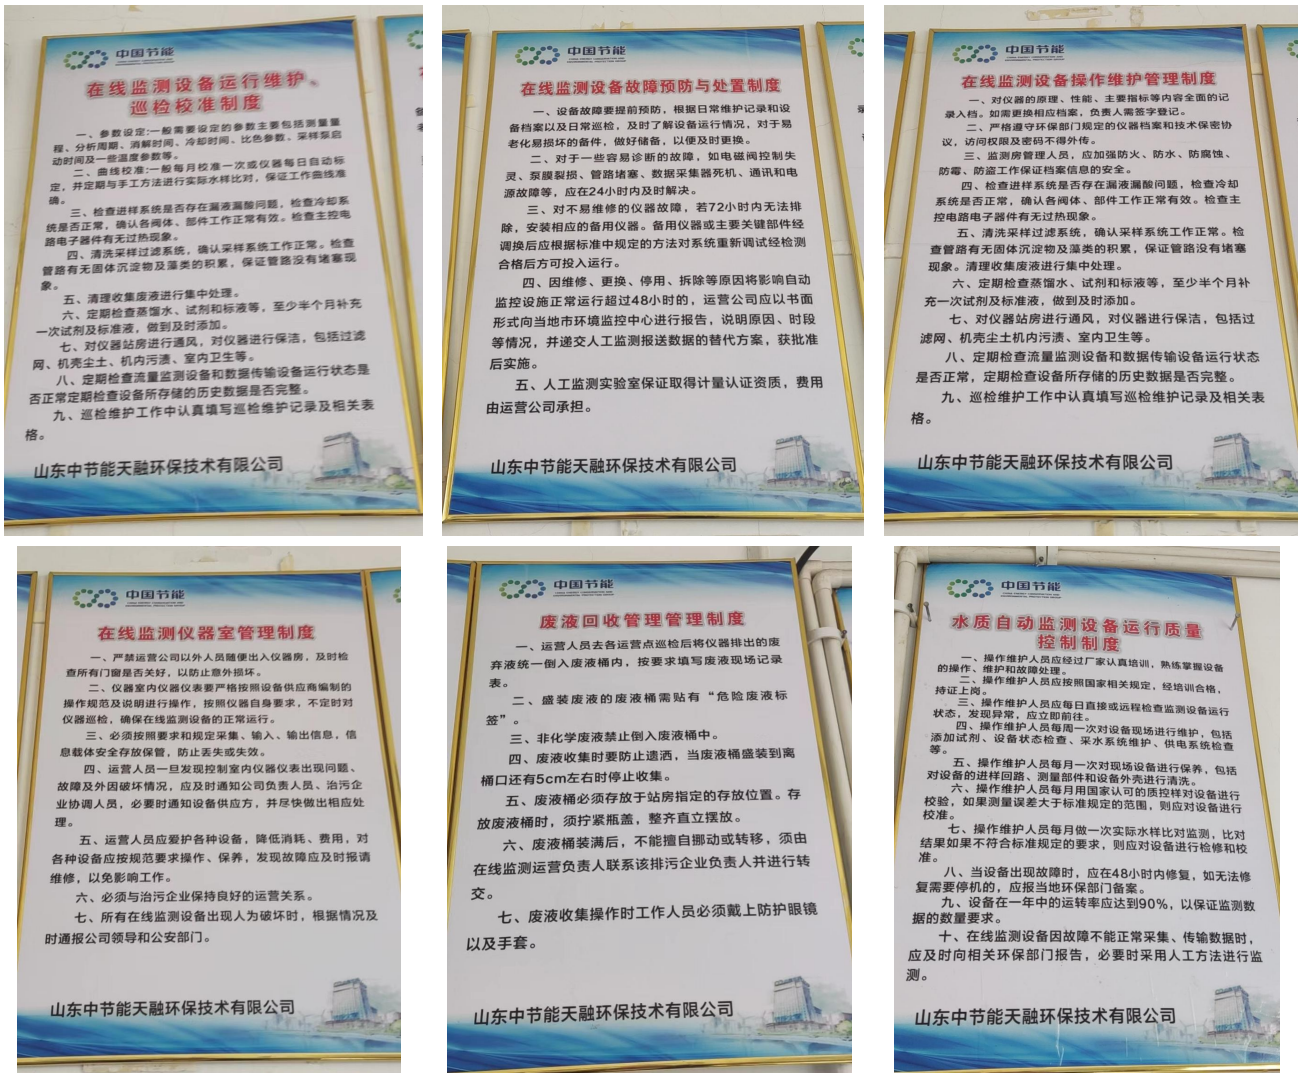 中国节能
在线监测设备运行维护、
巡检校准制度
一、参数设定:一般需要设定的参数主要包括测量量
程、分析周期、消解时间、冷却时间、比色参数、采样泵启
动时间及一些温度参数等。
二、曲线校准:一般每月校准一次或仪器每日自动标
定，并定期与手工方法进行实际水样比对，保证工作曲线准
确。
三、检查进样系统是否存在漏液漏酸问题，检查冷却系
统是否正常，确认各阀体、部件工作正常有效。检查主控电
路电子器件有无过热现象。
四、清洗采样过滤系统，确认采样系统工作正常。检查
管路有无固体沉淀物及藻类的积累，保证管路没有堵塞现
象。
五、清理收集废液进行集中处理。
六、定期检查蒸馏水、试剂和标液等，至少半个月补充
一次试剂及标准液，做到及时添加。
七、对仪器站房进行通风，对仪器进行保洁，包括过滤
网、机壳尘土、机内污渍、室内卫生等。
八、定期检查流量监测设备和数据传输设备运行状态是
否正常定期检查设备所存储的历史数据是否完整。
九、巡检维护工作中认真填写巡检维护记录及相关表
格。
山东中节能天融环保技术有限公司
中国节能
在线监测设备故障预防与处置制度
一、设备故障要提前预防，根据日常维护记录和设
备档案以及日常巡检，及时了解设备运行情况，对于易
老化易损坏的备件，做好储备，以便及时更换。
二、对于一些容易诊断的故障，如电磁阀控制失
灵、泵膜裂损、管路堵塞、数据采集器死机、通讯和电
源故障等，应在24小时内及时解决。
三、对不易维修的仪器故障，若72小时内无法排
除，安装相应的备用仪器。备用仪器或主要关键部件经
调换后应根据标准中规定的方法对系统重新调试经检测
合格后方可投入运行。
四、因维修、更换、停用、拆除等原因将影响自动
监控设施正常运行超过48小时的，运营公司应以书面
形式向当地市环境监控中心进行报告，说明原因、时段
等情况，并递交人工监测报送数据的替代方案，获批准
后实施。
五、人工监测实验室保证取得计量认证资质，费用
由运营公司承担。
山东中节能天融环保技术有限公司
中国节能
在线监测设备操作维护管理制度
一、对仪器的原理、性能、主要指标等内容全面的记
录入档。如需更换相应档案，负责人需签字登记。
二、严格遵守环保部门规定的仪器档案和技术保密协
议，访问权限及密码不得外传。
三、监测房管理人员，应加强防火、防水、防腐蚀、
防霉、防盗工作保证档案信息的安全。
四、检查进样系统是否存在漏液漏酸问题，检查冷却
系统是否正常，确认各阀体、部件工作正常有效。检查主
控电路电子器件有无过热现象。
五、清洗采样过滤系统，确认采样系统工作正常。检
查管路有无固体沉淀物及藻类的积累，保证管路没有堵塞
现象。清理收集废液进行集中处理。
六、定期检查蒸馏水、试剂和标液等，至少半个月补
充一次试剂及标准液，做到及时添加。
七、对仪器站房进行通风，对仪器进行保洁，包括过
滤网、机壳尘土机内污渍、室内卫生等。
八、定期检查流量监测设备和数据传输设备运行状态
是否正常，定期检查设备所存储的历史数据是否完整。
九、巡检维护工作中认真填写巡检维护记录及相关表
格。
山东中节能天融环保技术有限公司
中国节能
在线监测仪器室管理制度
一、严禁运营公司以外人员随便出入仪器房，及时检
查所有门窗是否关好，以防止意外损坏。
二、仪器室内仪器仪表要严格按照设备供应商编制的
操作规范及说明进行操作，按照仪器自身要求，不定时对
仪器巡检，确保在线监测设备的正常运行。
三、必须按照要求和规定采集、输入、输出信息，信
息载体安全存放保管，防止丢失或失效。
四、运营人员一旦发现控制室内仪器仪表出现问题、
故障及外因破坏情况，应及时通知公司负责人员、治污企
业协调人员，必要时通知设备供应方，并尽快做出相应处
理。
五、运营人员应爱护各种设备，降低消耗、费用，对
各种设备应按规范要求操作、保养，发现故障应及时报请
维修，以免影响工作。
六、必须与治污企业保持良好的运营关系。
七、所有在线监测设备出现人为破坏时，根据情况及
时通报公司领导和公安部门。
山东中节能天融环保技术有限公司
中国节能
废液回收管理管理制度
一、运营人员去各运营点巡检后将仪器排出的废
弃液统一倒入废液桶内，按要求填写废液现场记录
表。
二、盛装废液的废液桶需贴有“危险废液标
签”。
三、非化学废液禁止倒入废液桶中。
四、废液收集时要防止遗洒，当废液桶盛装到离
桶口还有5cm左右时停止收集。
五、废液桶必须存放于站房指定的存放位置。存
放废液桶时，须拧紧瓶盖，整齐直立摆放。
六、废液桶装满后，不能擅自挪动或转移，须由
在线监测运营负责人联系该排污企业负责人并进行转
交。
七、废液收集操作时工作人员必须戴上防护眼镜
以及手套。
山东中节能天融环保技术有限公司
中国节能
水质自动监测设备运行质量
控制制度
一、操作维护人员应经过厂家认真培训，熟练掌握设备
的操作、维护和故障处理。
二、操作维护人员应按照国家相关规定，经培训合格，
持证上岗。
三、操作维护人员应每日直接或远程检查监测设备运行
状态，发现异常，应立即前往。
四、操作维护人员每周一次对设备现场进行维护，包括
添加试剂、设备状态检查、采水系统维护、供电系统检查
等。
五、操作维护人员每月一次对现场设备进行保养，包括
对设备的进样回路、测量部件和设备外壳进行清洗。
六、操作维护人员每月用国家认可的质控样对设备进行
校验，如果测量误差大于标准规定的范围，则应对设备进行
校准。
七、操作维护人员每月做一次实际水样比对监测，比对
结果如果不符合标准规定的要求，则应对设备进行检修和校
准。
八、当设备出现故障时，应在48小时内修复，如无法修
复需要停机的，应报当地环保部门备案。
九、设备在一年中的运转率应达到90%，以保证监测数
据的数量要求。
十、在线监测设备因故障不能正常采集、传输数据时，
应及时向相关环保部门报告，必要时采用人工方法进行监
测。
山东中节能天融环保技术有限公司